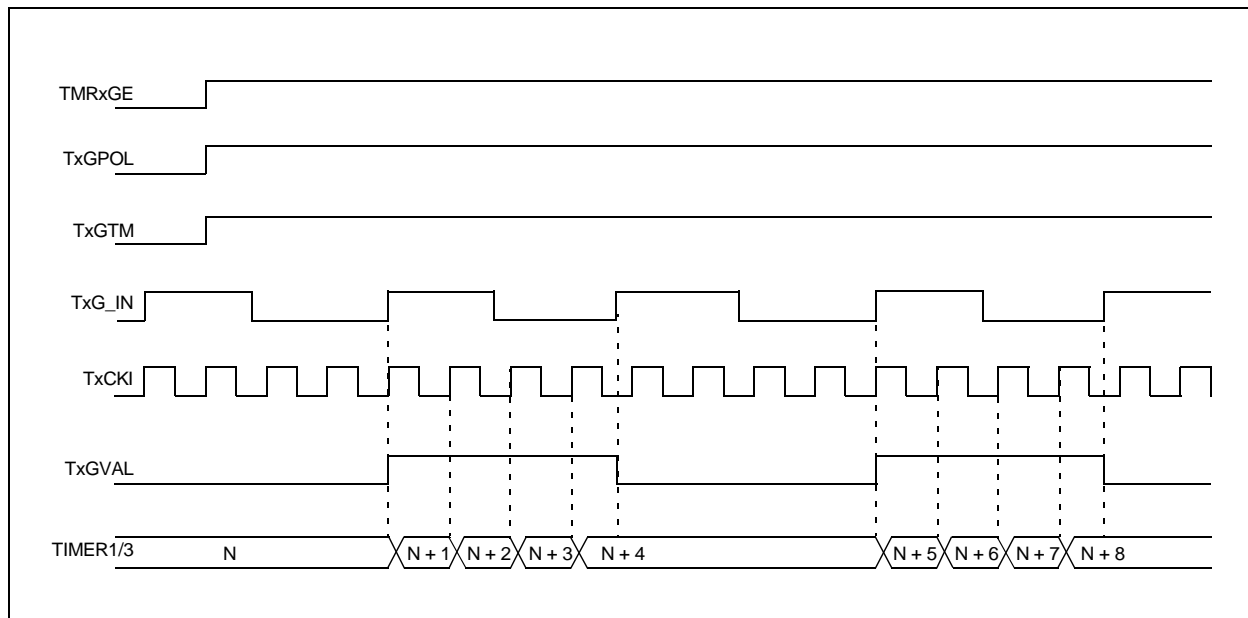 TMRxGE
TxGPOL
TxGTM
TxG_IN
TxCKI
TxGVAL
TIMER1/3 N N + 1 N + 2 N + 3 N + 4 N + 5 N + 6 N + 7 N + 8